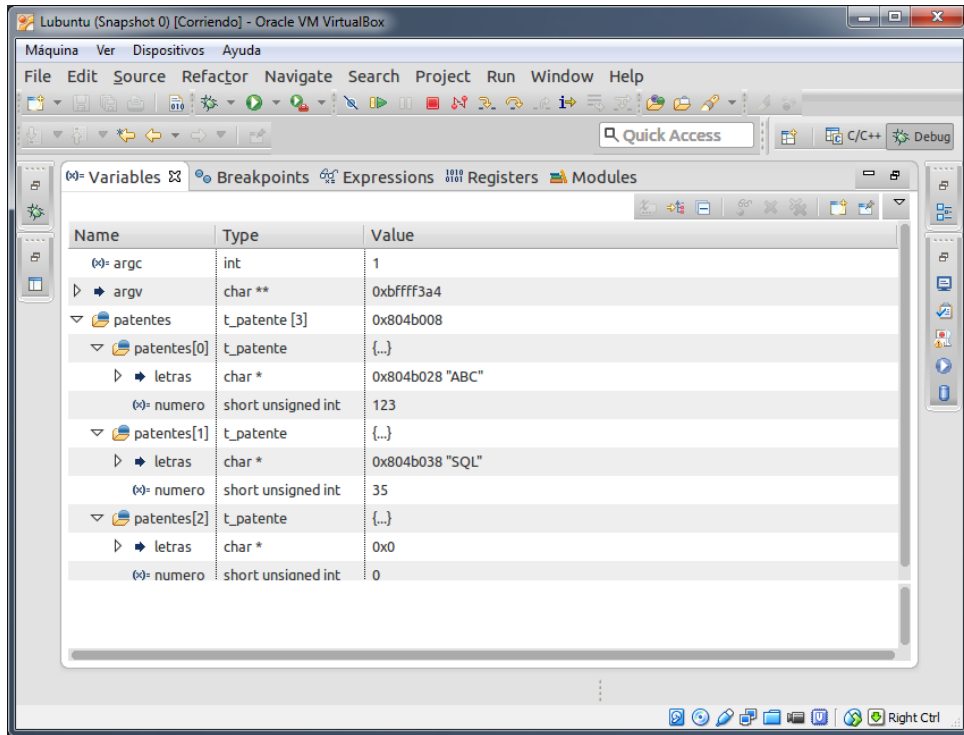 Lubuntu (Snapshot 0) [Corriendo] - Oracle VM VirtualBox
Máquina Ver Dispositivos Ayuda
File Edit Source Refactor Navigate Search Project Run Window Help
010
Quick Access C/C++ Debug
(x)= Variables Breakpoints Expressions 1010 0101 Registers Modules
Name Type Value
(x)= argc int 1
argv char ** 0xbffff3a4
patentes t_patente [3] 0x804b008
patentes[0] t_patente {...}
letras char * 0x804b028 "ABC"
(x)= numero short unsigned int 123
patentes[1] t_patente {...}
letras char * 0x804b038 "SQL"
(x)= numero short unsigned int 35
patentes[2] t_patente {...}
letras char * 0x0
(x)= numero short unsigned int 0
Right Ctrl